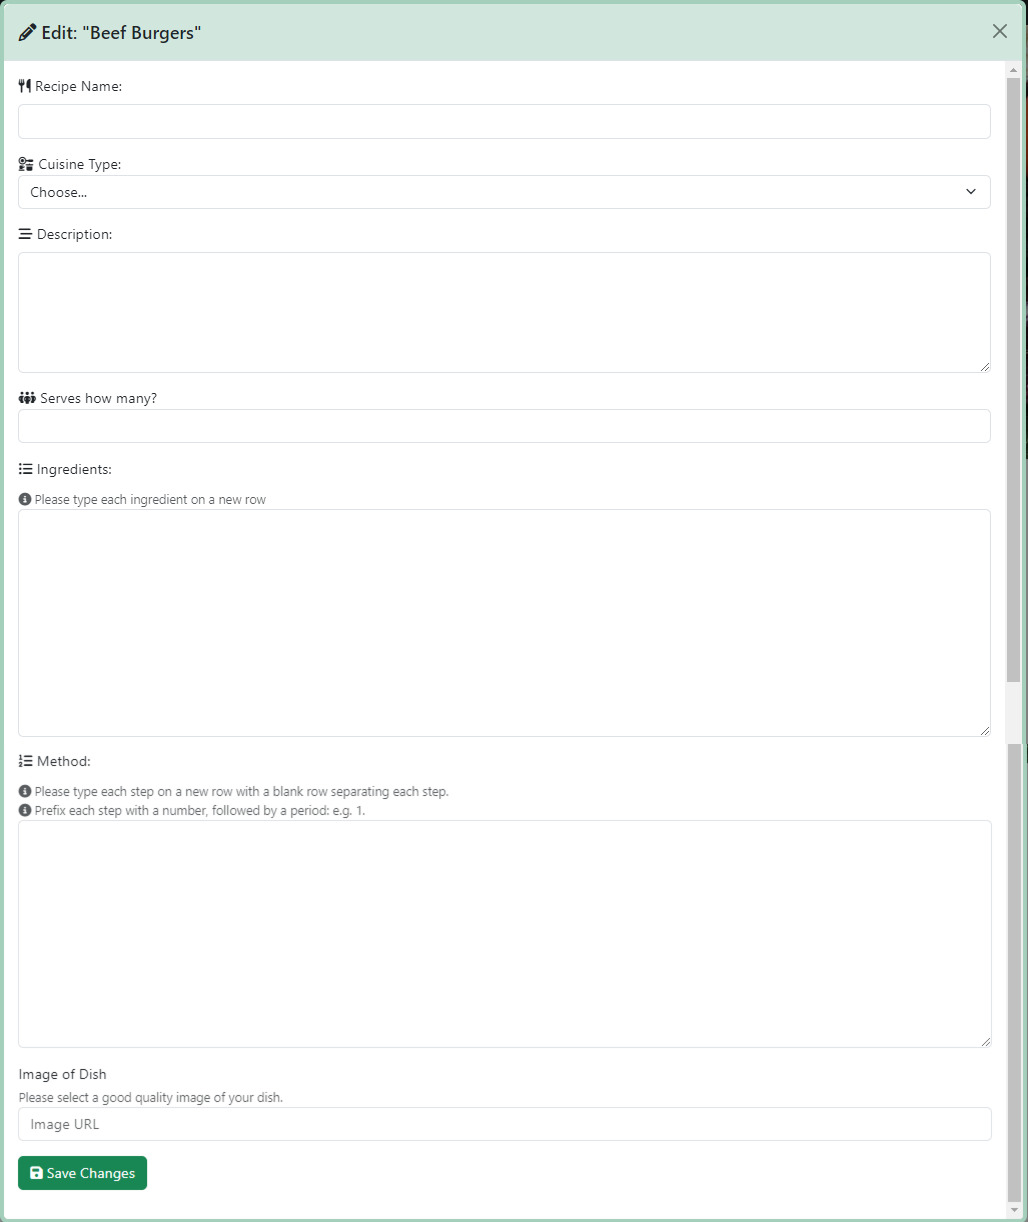 Edit: "Beef Burgers"
Recipe Name:
Cuisine Type:
Choose...
Description:
Serves how many?
Ingredients:
Please type each ingredient on a new row
Method:
Please type each step on a new row with a blank row separating each step.
Prefix each step with a number, followed by a period: e.g. 1.
Image of Dish
Please select a good quality image of your dish.
Image URL
Save Changes